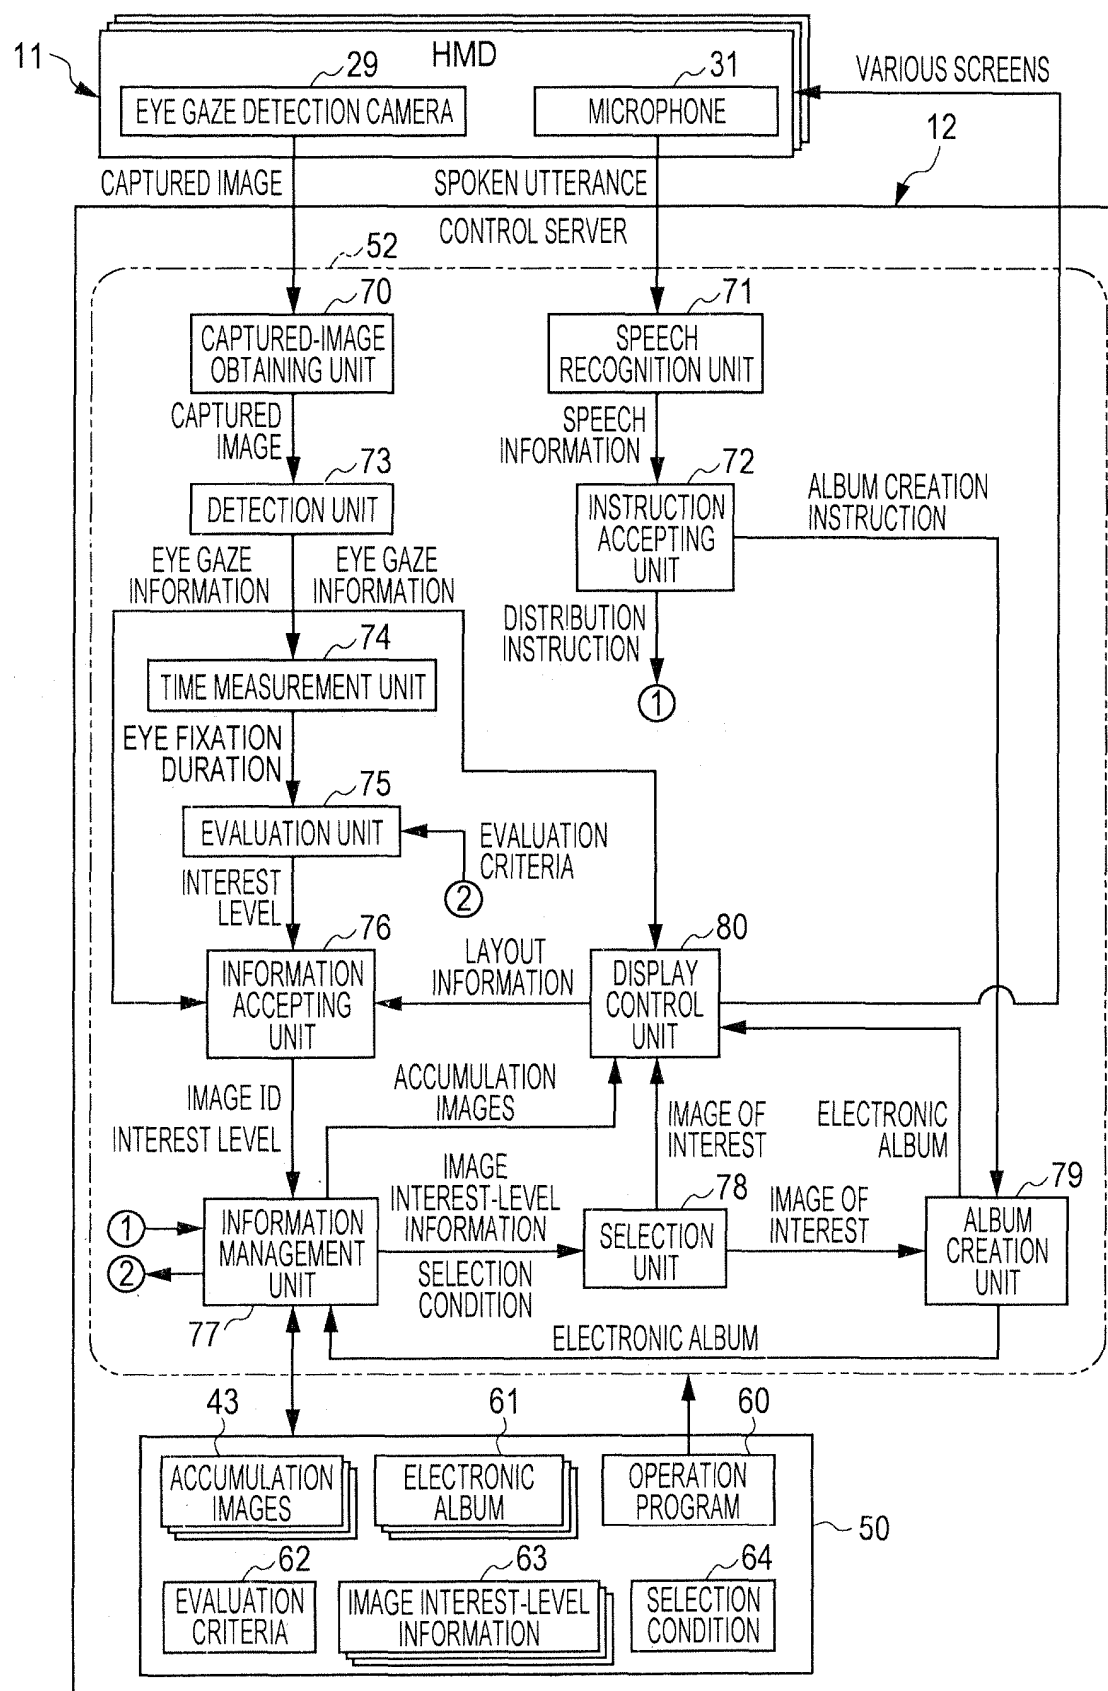 HMD
11
29
31
VARIOUS SCREENS
EYE GAZE DETECTION CAMERA
MICROPHONE
12
CAPTURED IMAGE
SPOKEN UTTERANCE
CONTROL SERVER
52
70
71
CAPTURED-IMAGE
OBTAINING UNIT
SPEECH
RECOGNITION UNIT
CAPTURED
IMAGE
SPEECH
INFORMATION
73
72
DETECTION UNIT
INSTRUCTION
ACCEPTING
UNIT
ALBUM CREATION
INSTRUCTION
EYE GAZE
INFORMATION
EYE GAZE
INFORMATION
DISTRIBUTION
INSTRUCTION
74
TIME MEASUREMENT UNIT
1
EYE FIXATION
DURATION
75
EVALUATION UNIT
EVALUATION
CRITERIA
2
INTEREST
LEVEL
76
80
INFORMATION
ACCEPTING
UNIT
LAYOUT
INFORMATION
DISPLAY
CONTROL
UNIT
IMAGE ID
INTEREST LEVEL
ACCUMULATION
IMAGES
IMAGE OF
INTEREST
ELECTRONIC
ALBUM
IMAGE
INTEREST-LEVEL
INFORMATION
78
79
1
2
INFORMATION
MANAGEMENT
UNIT
SELECTION
UNIT
IMAGE OF
INTEREST
ALBUM
CREATION
UNIT
SELECTION
CONDITION
77
ELECTRONIC ALBUM
43
61
60
ACCUMULATION
IMAGES
ELECTRONIC
ALBUM
OPERATION
PROGRAM
50
62
63
64
EVALUATION
CRITERIA
IMAGE INTEREST-LEVEL
INFORMATION
SELECTION
CONDITION